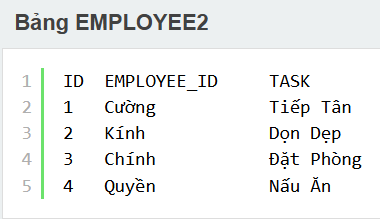 Bảng EMPLOYEE2
1 ID EMPLOYEE_ID TASK
2 1 Cường Tiếp Tân
3 2 Kính Dọn Dẹp
4 3 Chính Đặt Phòng
5 4 Quyền Nấu Ăn